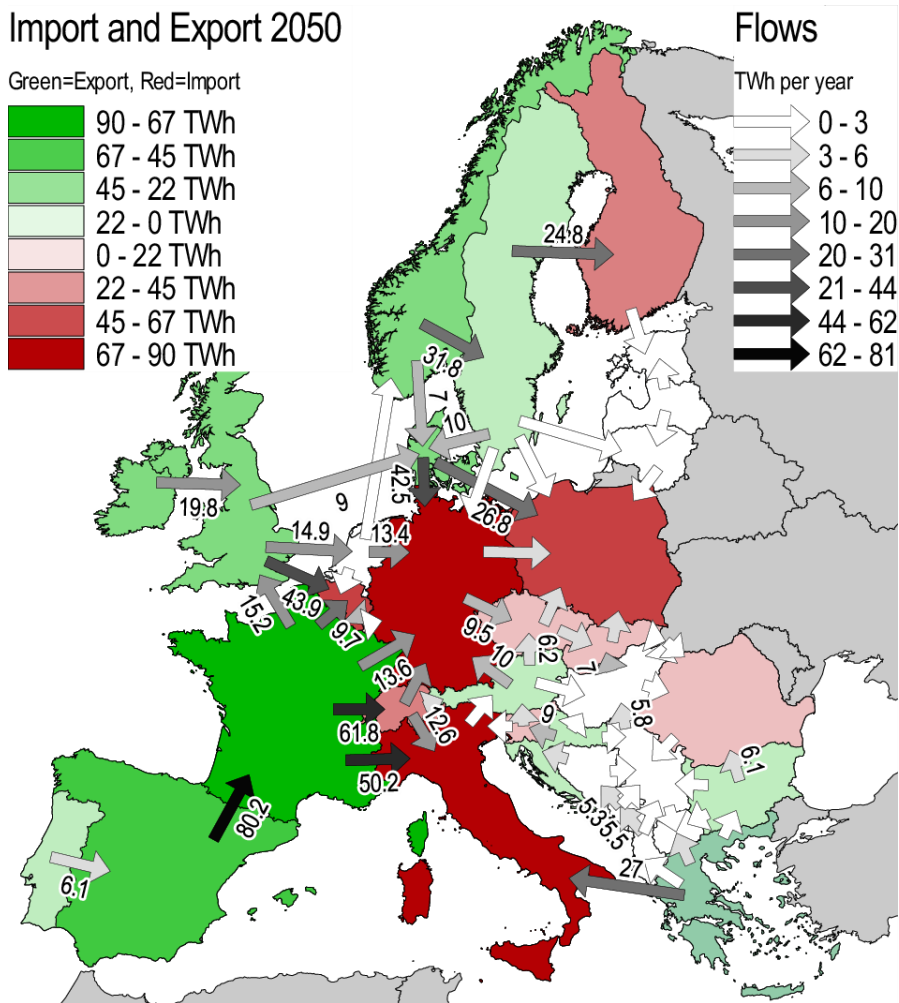 Import and Export 2050
Green=Export, Red=Import
90 - 67 TWh
67 - 45 TWh
45 - 22 TWh
22 - 0 TWh
0 - 22 TWh
22 - 45 TWh
45 - 67 TWh
67 - 90 TWh
Flows
TWh per year
0 - 3
3 - 6
6 - 10
10 - 20
20 - 31
21 - 44
44 - 62
62 - 81
24.8
31.8
7
10
42.5
9
19.8
14.9
13.4
26.8
43.9
15.2
9.7
9.5
6.2
10
7
13.6
12.6
9
5.8
61.8
50.2
6.1
5.3
5.5
80.2
27
6.1